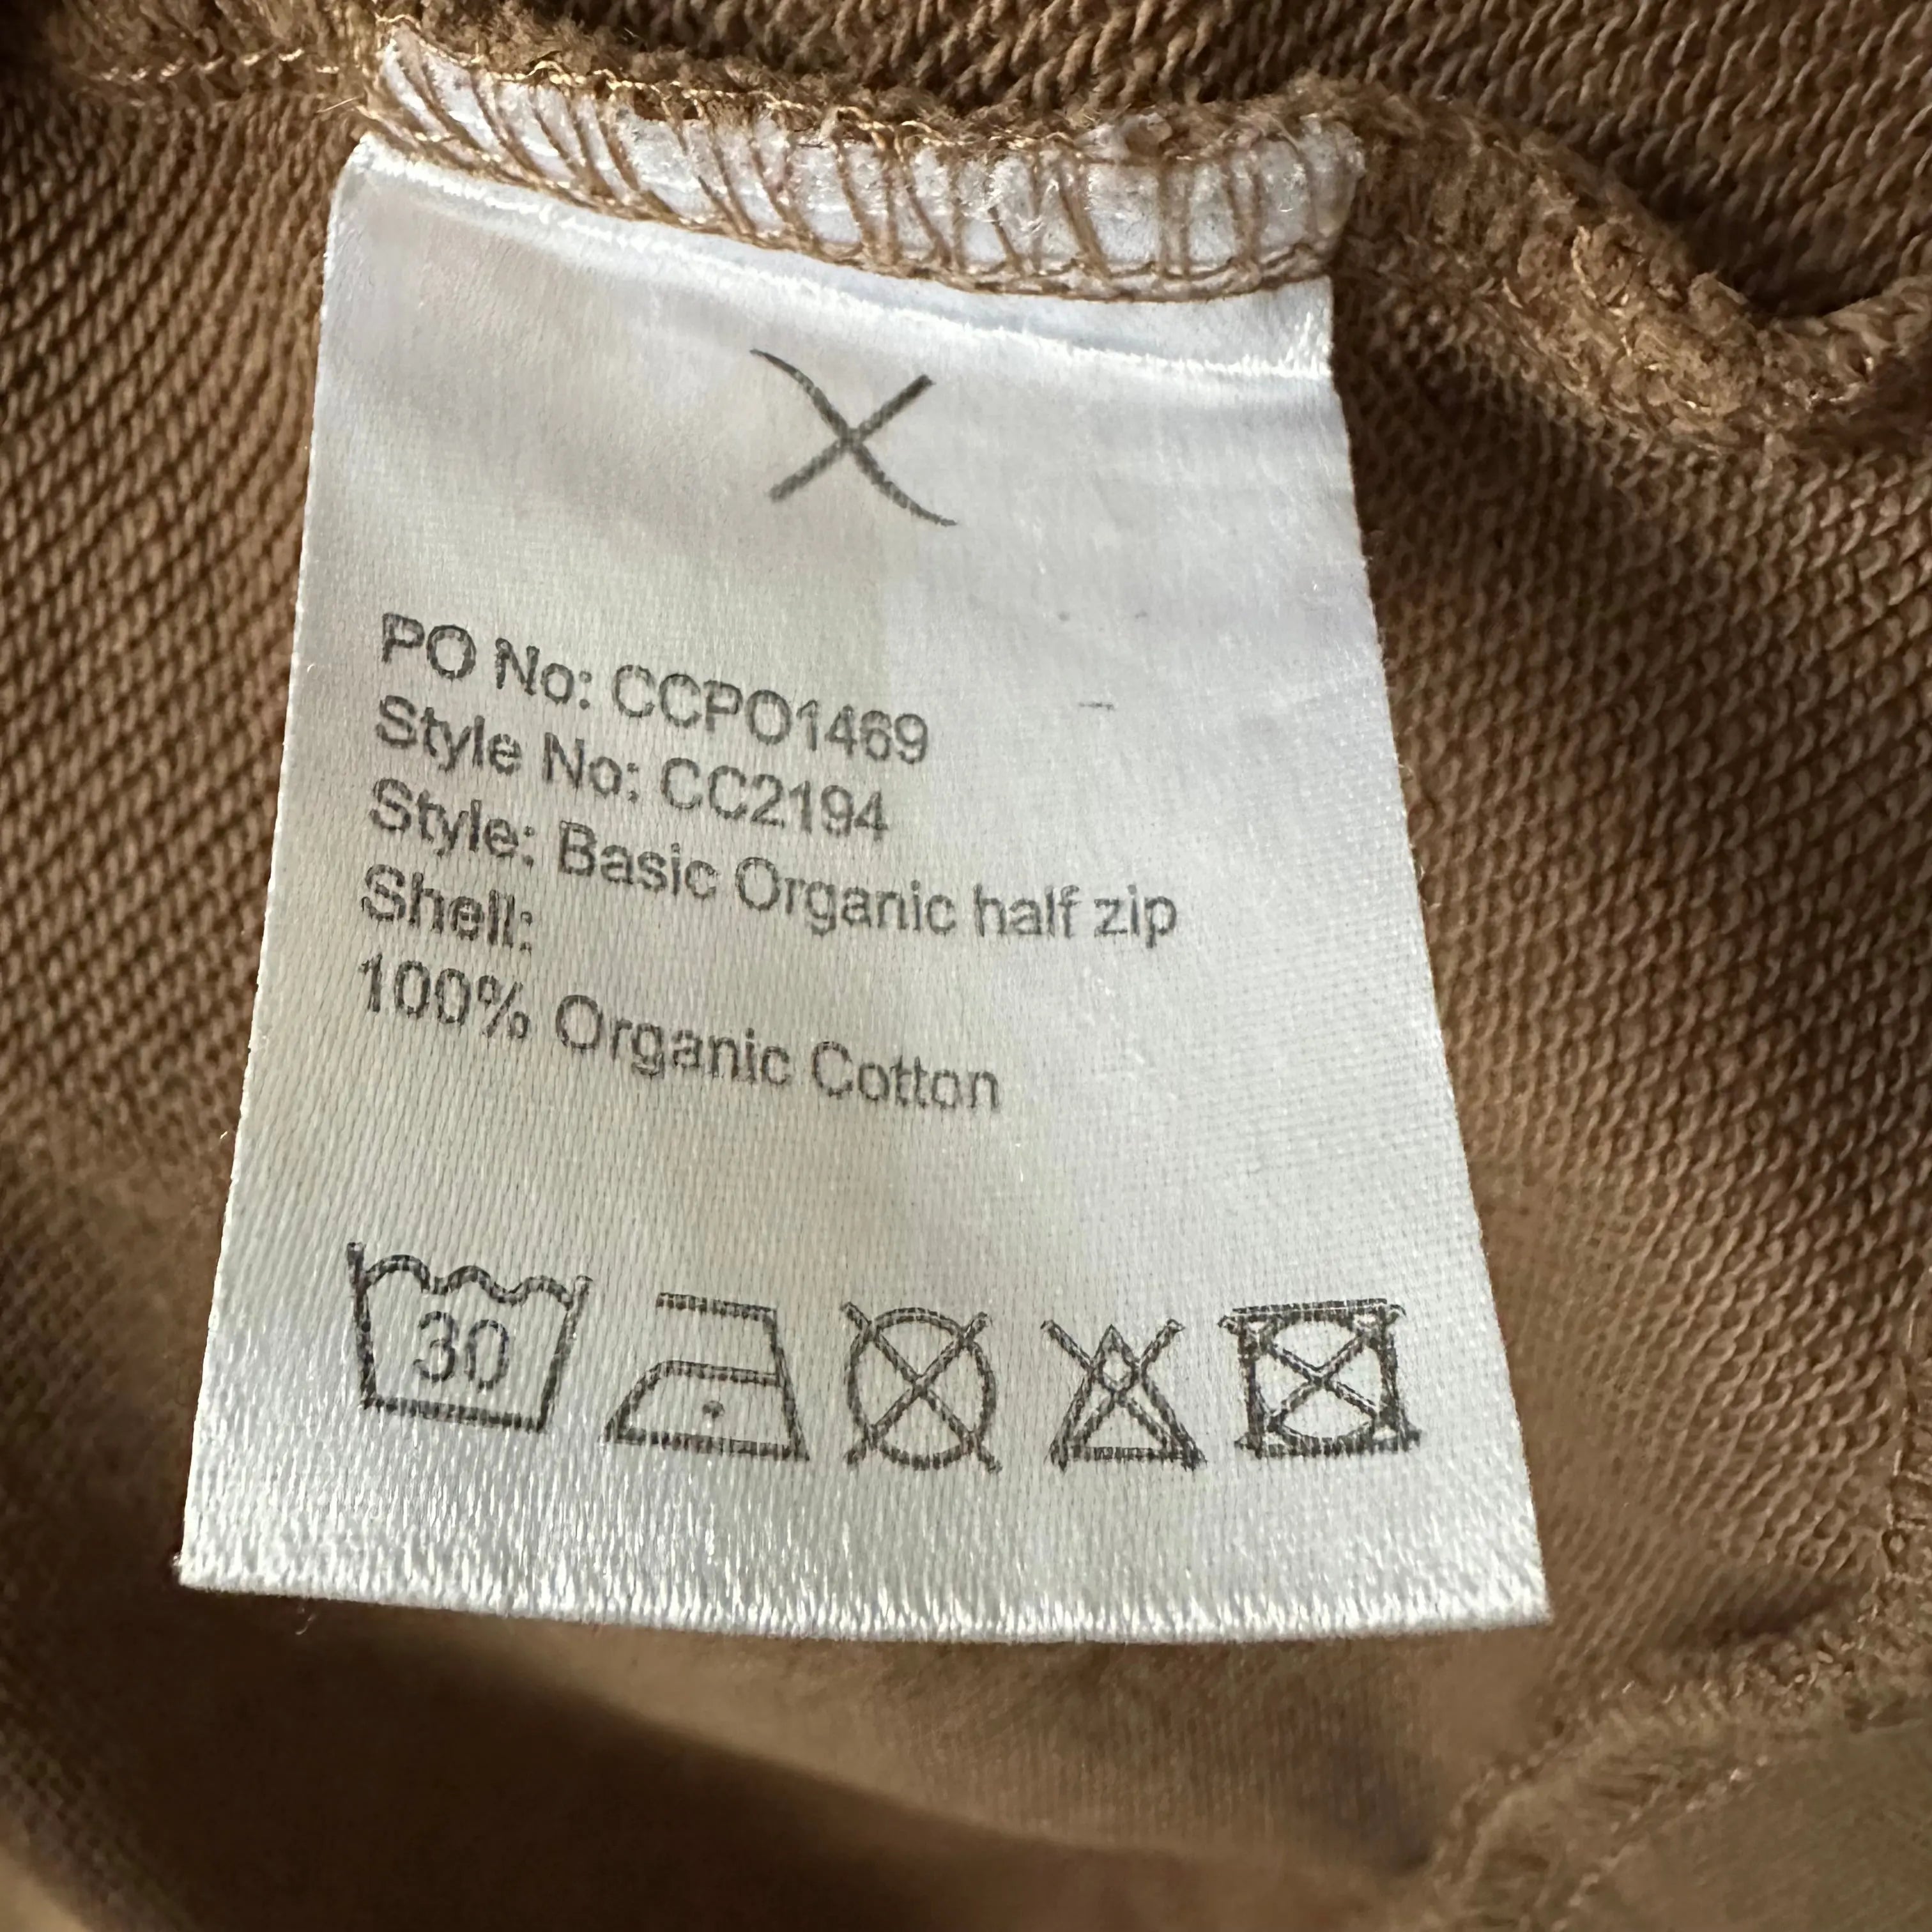 PO No: CCPO1469
Style No: CC2194
Style: Basic Organic half zip
Shell:
100% Organic Cotton
30